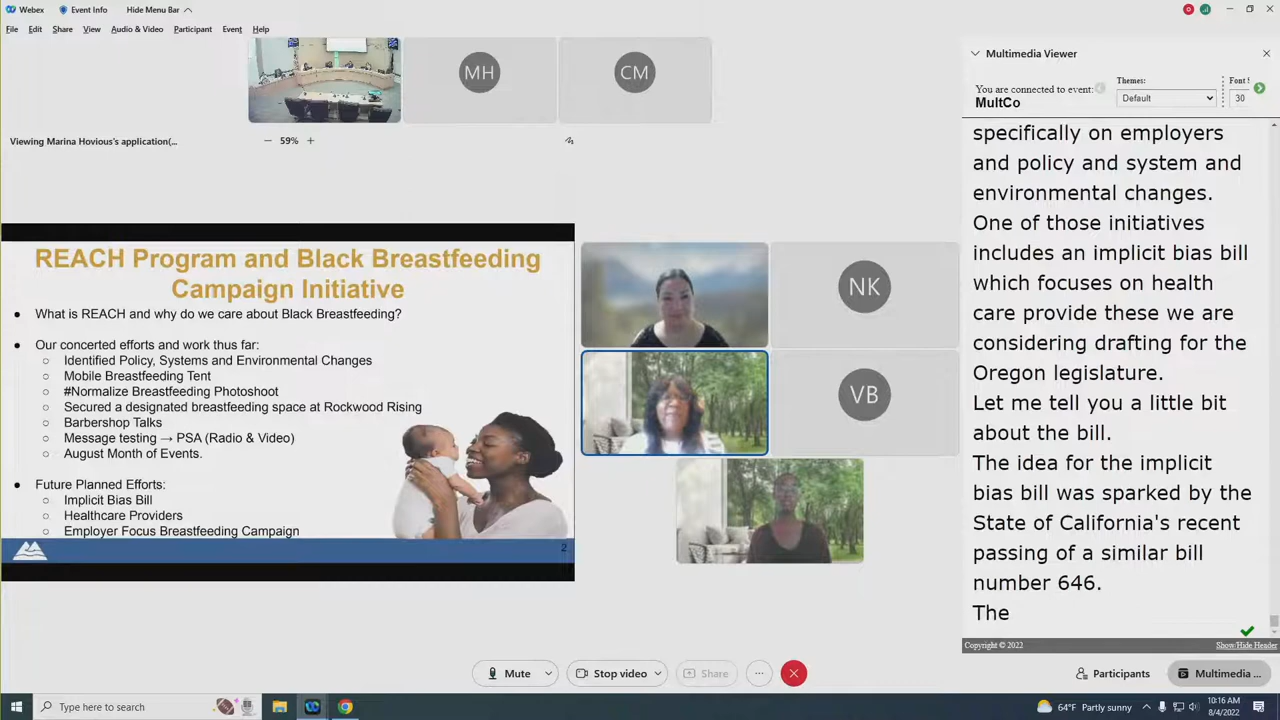 Webex
Event Info
Hide Menu Bar
File Edit Share View Audio & Video Participant Event Help
MH
CM
Viewing Marina Hovious's application(...
59%
REACH Program and Black Breastfeeding
Campaign Initiative
What is REACH and why do we care about Black Breastfeeding?
Our concerted efforts and work thus far:
Identified Policy, Systems and Environmental Changes
Mobile Breastfeeding Tent
#Normalize Breastfeeding Photoshoot
Secured a designated breastfeeding space at Rockwood Rising
Barbershop Talks
Message testing → PSA (Radio & Video)
August Month of Events.
Future Planned Efforts:
Implicit Bias Bill
Healthcare Providers
Employer Focus Breastfeeding Campaign
2
NK
VB
Multimedia Viewer
You are connected to event:
MultCo
Themes:
Default
Font S
30
specifically on employers
and policy and system and
environmental changes.
One of those initiatives
includes an implicit bias bill
which focuses on health
care provide these we are
considering drafting for the
Oregon legislature.
Let me tell you a little bit
about the bill.
The idea for the implicit
bias bill was sparked by the
State of California's recent
passing of a similar bill
number 646.
The
Copyright © 2022
Show/Hide Header
Mute
Stop video
Share
Participants
Multimedia ...
Type here to search
64°F Partly sunny
10:16 AM
8/4/2022